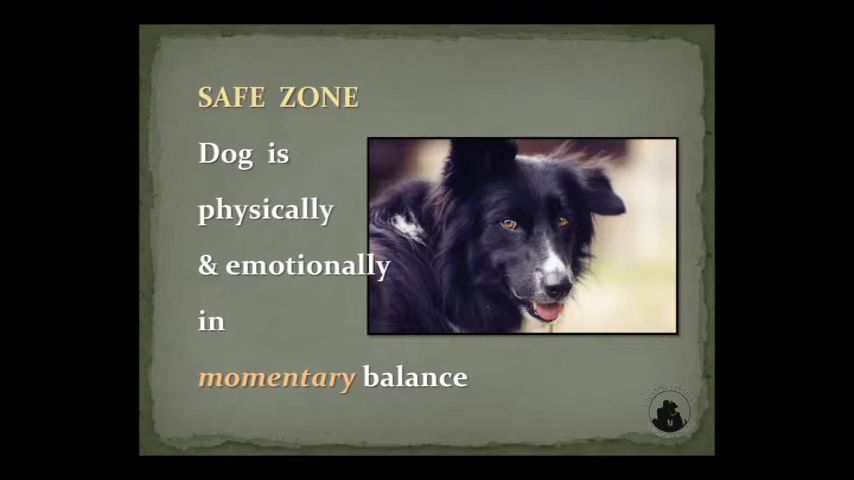 SAFE ZONE
Dog is
physically
& emotionally
in
momentary balance